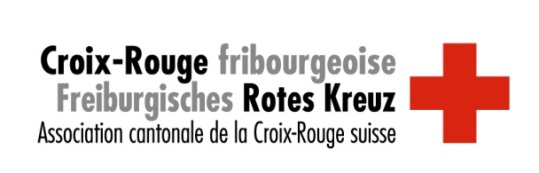 Croix-Rouge fribourgeoise
Freiburgisches Rotes Kreuz
Association cantonale de la Croix-Rouge suisse